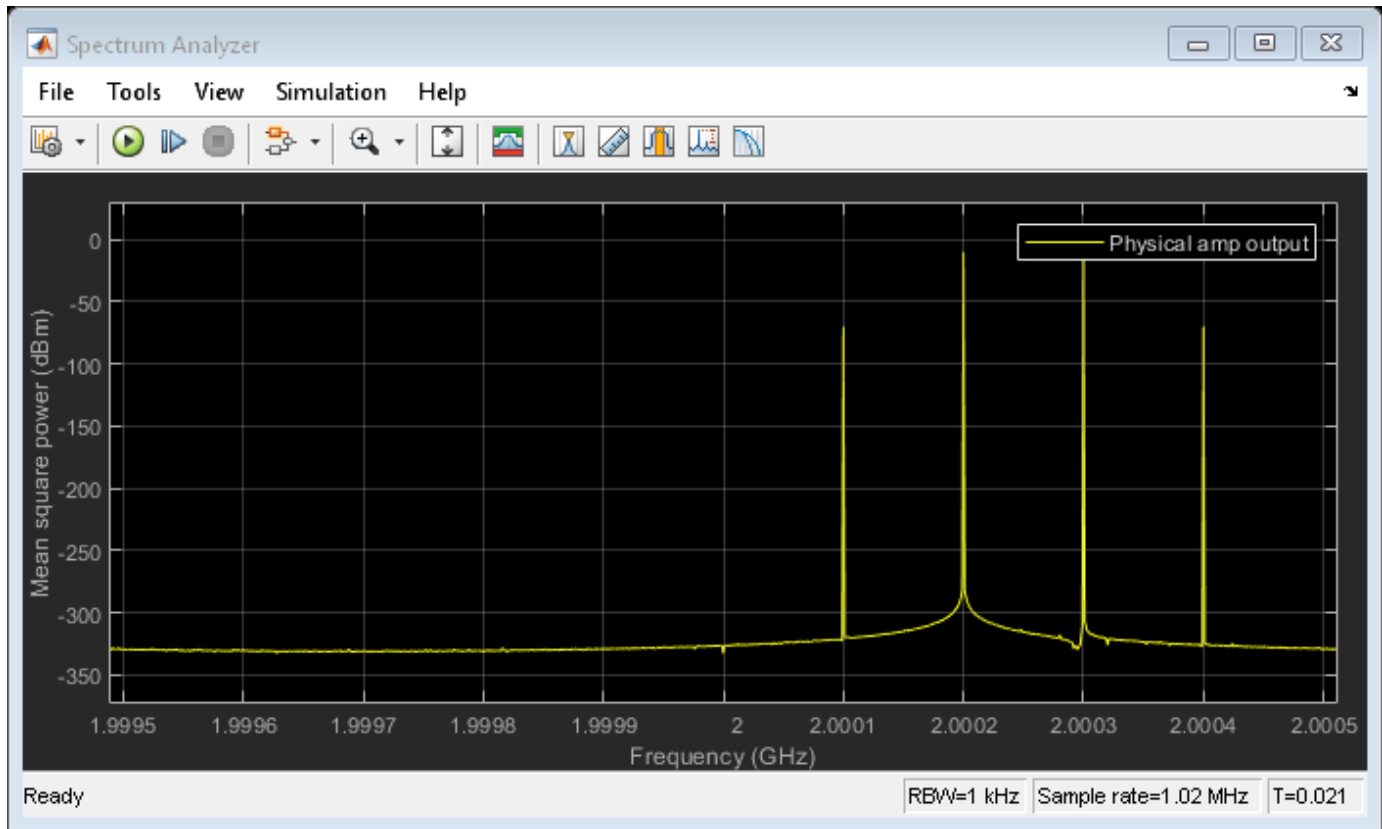 Spectrum Analyzer
File Tools View Simulation Help
Physical amp output
Mean square power (dBm)
0
-50
-100
-150
-200
-250
-300
-350
1.9995 1.9996 1.9997 1.9998 1.9999 2 2.0001 2.0002 2.0003 2.0004 2.0005
Frequency (GHz)
Ready RBW=1 kHz Sample rate=1.02 MHz T=0.021